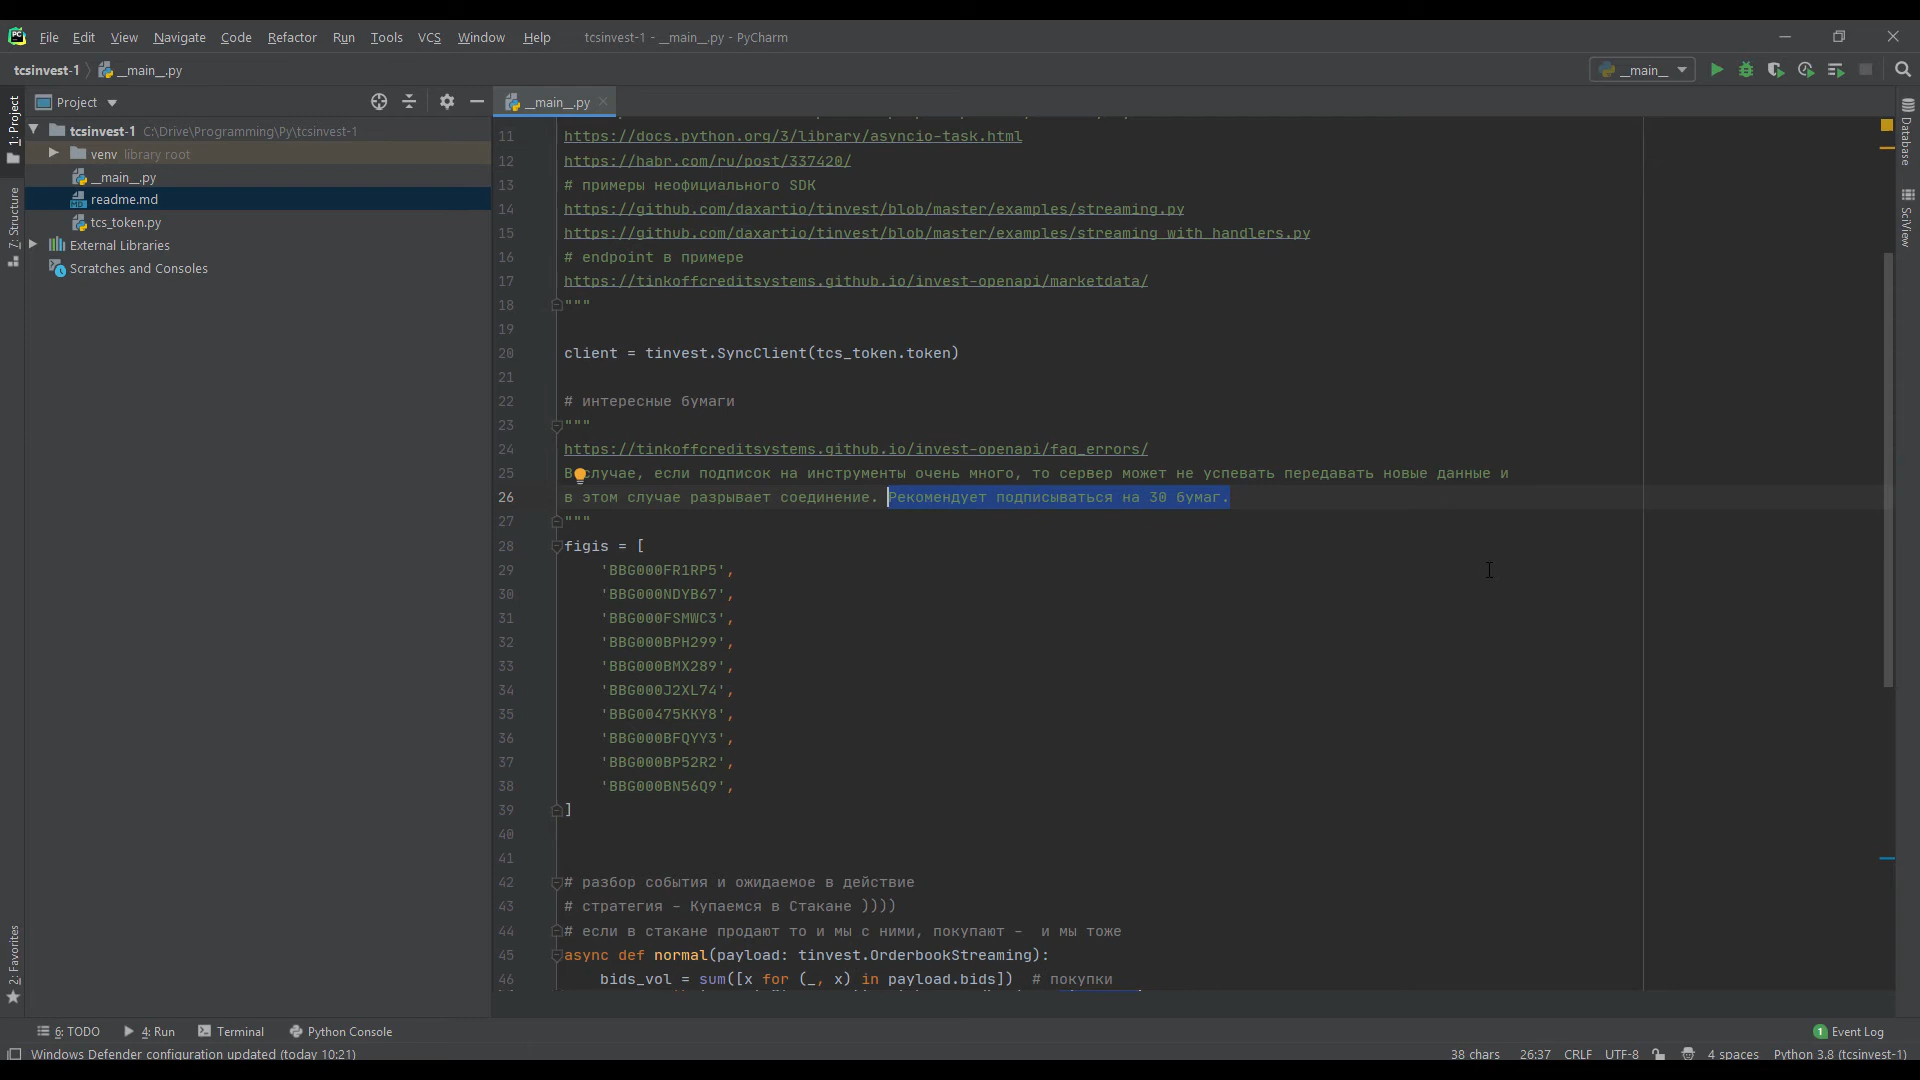 File Edit View Navigate Code Refactor Run Tools VCS Window Help tcsinvest-1 - __main__.py - PyCharm
tcsinvest-1 __main__.py __main__
1: Project
Project
__main__.py
tcsinvest-1 C:\Drive\Programming\Py\tcsinvest-1
venv library root
__main__.py
readme.md
tcs_token.py
External Libraries
Scratches and Consoles
7: Structure
2: Favorites
Database
SciView
11 https://docs.python.org/3/library/asyncio-task.html
12 https://habr.com/ru/post/337420/
13 # примеры неофициального SDK
14 https://github.com/daxartio/tinvest/blob/master/examples/streaming.py
15 https://github.com/daxartio/tinvest/blob/master/examples/streaming_with_handlers.py
16 # endpoint в примере
17 https://tinkoffcreditsystems.github.io/invest-openapi/marketdata/
18 """
19
20 client = tinvest.SyncClient(tcs_token.token)
21
22 # интересные бумаги
23 """
24 https://tinkoffcreditsystems.github.io/invest-openapi/faq_errors/
25 В случае, если подписок на инструменты очень много, то сервер может не успевать передавать новые данные и
26 в этом случае разрывает соединение. Рекомендует подписываться на 30 бумаг.
27 """
28 figis = [
29 'BBG000FR1RP5',
30 'BBG000NDYB67',
31 'BBG000FSMWC3',
32 'BBG000BPH299',
33 'BBG000BMX289',
34 'BBG000J2XL74',
35 'BBG00475KKY8',
36 'BBG000BFQYY3',
37 'BBG000BP52R2',
38 'BBG000BN56Q9',
39 ]
40
41
42 # разбор события и ожидаемое в действие
43 # стратегия - Купаемся в Стакане ))))
44 # если в стакане продают то и мы с ними, покупают - и мы тоже
45 async def normal(payload: tinvest.OrderbookStreaming):
46 bids_vol = sum([x for (_, x) in payload.bids]) # покупки
6: TODO 4: Run Terminal Python Console 1 Event Log
Windows Defender configuration updated (today 10:21) 38 chars 26:37 CRLF UTF-8 4 spaces Python 3.8 (tcsinvest-1)